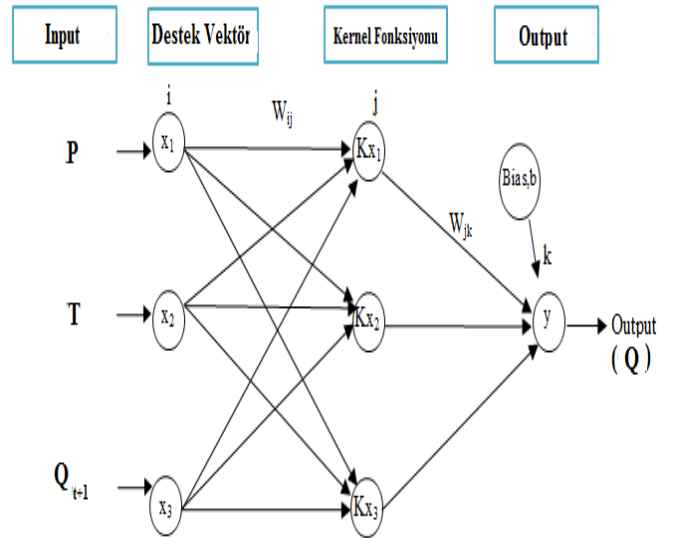 Input
Destek Vektör
Kernel Fonksiyonu
Output
i
Wij
j
P
x1
Kx1
Bias,b
Wjk
k
T
x2
Kx2
y
Output
( Q )
Qt+1
x3
Kx3